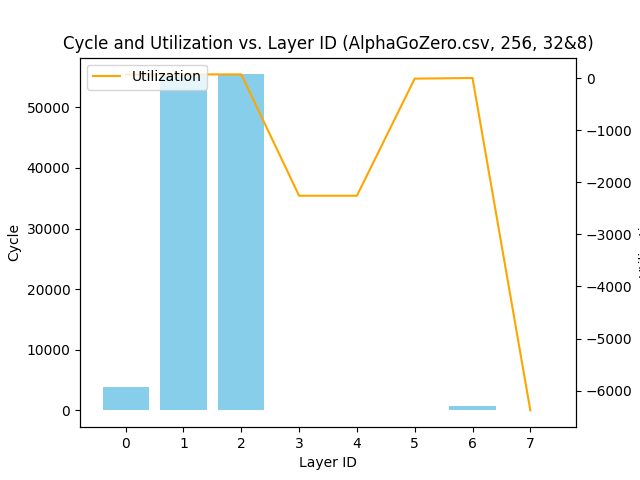 Cycle and Utilization vs. Layer ID (AlphaGoZero.csv, 256, 32&8)
Utilization
50000
40000
30000
20000
10000
0
Cycle
0
−1000
−2000
−3000
−4000
−5000
−6000
0 1 2 3 4 5 6 7
Layer ID